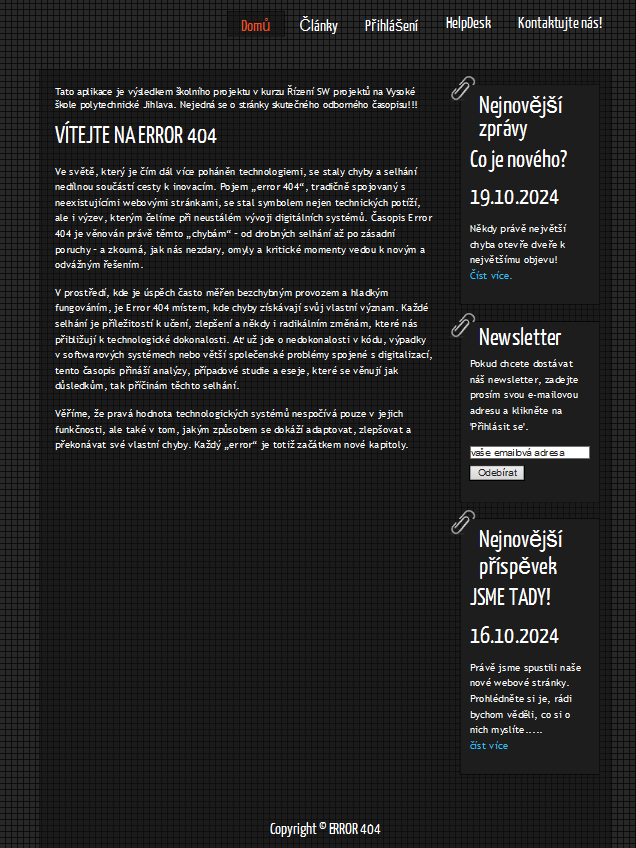 Domů Články Přihlášení HelpDesk Kontaktujte nás!
Tato aplikace je výsledkem školního projektu v kurzu Řízení SW projektů na Vysoké
škole polytechnické Jihlava. Nejedná se o stránky skutečného odborného časopisu!!!
VÍTEJTE NA ERROR 404
Ve světě, který je čím dál více poháněn technologiemi, se staly chyby a selhání
nedílnou součástí cesty k inovacím. Pojem „error 404“, tradičně spojovaný s
neexistujícími webovými stránkami, se stal symbolem nejen technických potíží,
ale i výzev, kterým čelíme při neustálém vývoji digitálních systémů. Časopis Error
404 je věnován právě těmto „chybám“ – od drobných selhání až po zásadní
poruchy – a zkoumá, jak nás nezdary, omyly a kritické momenty vedou k novým a
odvážným řešením.
V prostředí, kde je úspěch často měřen bezchybným provozem a hladkým
fungováním, je Error 404 místem, kde chyby získávají svůj vlastní význam. Každé
selhání je příležitostí k učení, zlepšení a někdy i radikálním změnám, které nás
přibližují k technologické dokonalosti. Ať už jde o nedokonalosti v kódu, výpadky
v softwarových systémech nebo větší společenské problémy spojené s digitalizací,
tento časopis přináší analýzy, případové studie a eseje, které se věnují jak
důsledkům, tak příčinám těchto selhání.
Věříme, že pravá hodnota technologických systémů nespočívá pouze v jejich
funkčnosti, ale také v tom, jakým způsobem se dokáží adaptovat, zlepšovat a
překonávat své vlastní chyby. Každý „error“ je totiž začátkem nové kapitoly.
Nejnovější
zprávy
Co je nového?
19.10.2024
Někdy právě největší
chyba otevře dveře k
největšímu objevu!
Číst více.
Newsletter
Pokud chcete dostávat
náš newsletter, zadejte
prosím svou e-mailovou
adresu a klikněte na
'Přihlásit se'.
vaše emailová adresa
Odebírat
Nejnovější
příspěvek
JSME TADY!
16.10.2024
Právě jsme spustili naše
nové webové stránky.
Prohlédněte si je, rádi
bychom věděli, co si o
nich myslíte.....
číst více
Copyright © ERROR 404